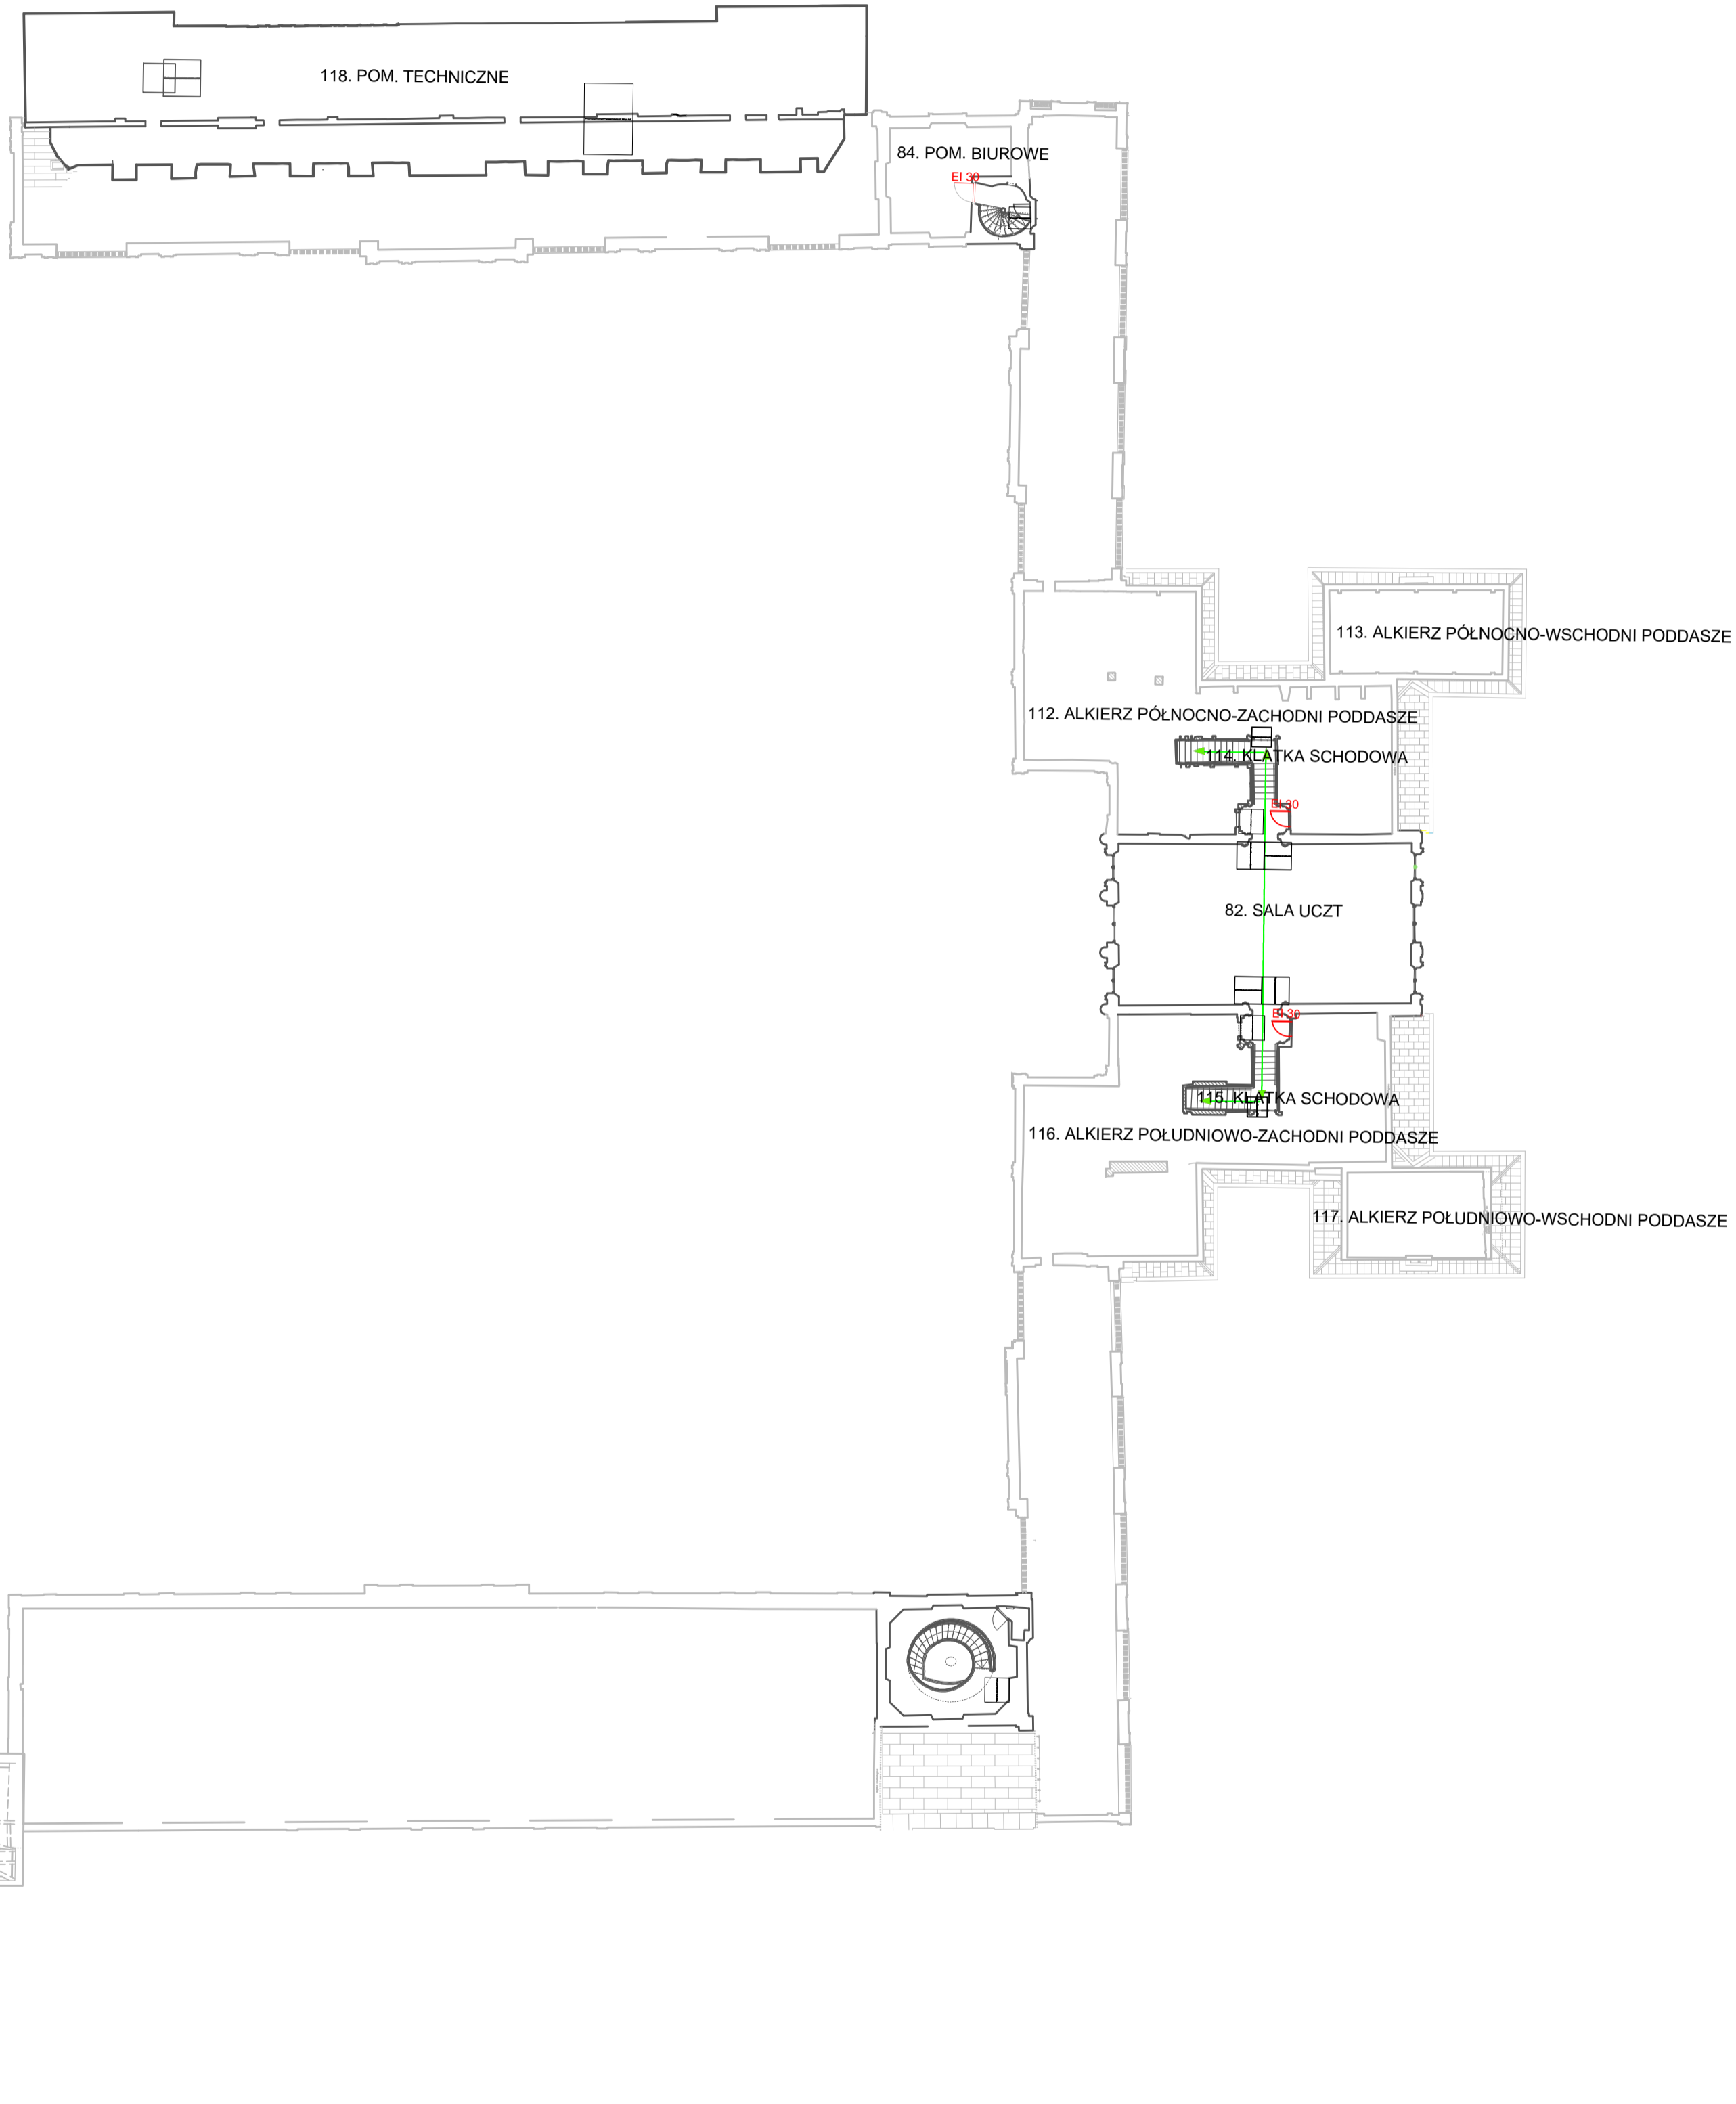 118. POM. TECHNICZNE
84. POM. BIUROWE
EI 30
113. ALKIERZ PÓŁNOCNO-WSCHODNI PODDASZE
112. ALKIERZ PÓŁNOCNO-ZACHODNI PODDASZE
114. KLATKA SCHODOWA
EI 30
82. SALA UCZT
EI 30
115. KLATKA SCHODOWA
116. ALKIERZ POŁUDNIOWO-ZACHODNI PODDASZE
117. ALKIERZ POŁUDNIOWO-WSCHODNI PODDASZE